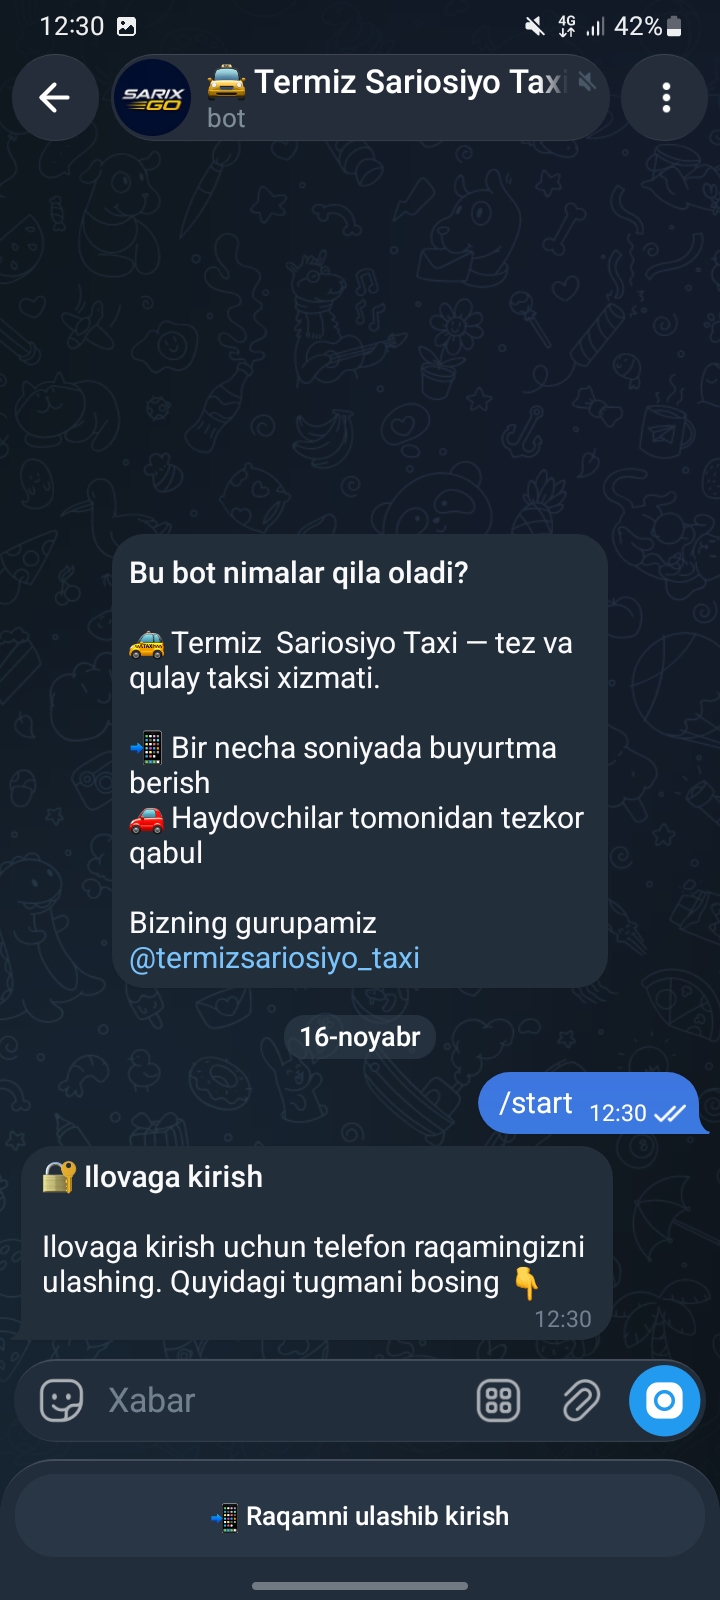 12:30
4G
42%
SARIX
GO
🚖 Termiz Sariosiyo Taxi
bot
Bu bot nimalar qila oladi?
🚕 Termiz  Sariosiyo Taxi — tez va
qulay taksi xizmati.
📲 Bir necha soniyada buyurtma
berish
🚗 Haydovchilar tomonidan tezkor
qabul
Bizning gurupamiz
@termizsariosiyo_taxi
16-noyabr
/start 12:30
🔐 Ilovaga kirish
Ilovaga kirish uchun telefon raqamingizni
ulashing. Quyidagi tugmani bosing 👇
12:30
Xabar
📲 Raqamni ulashib kirish